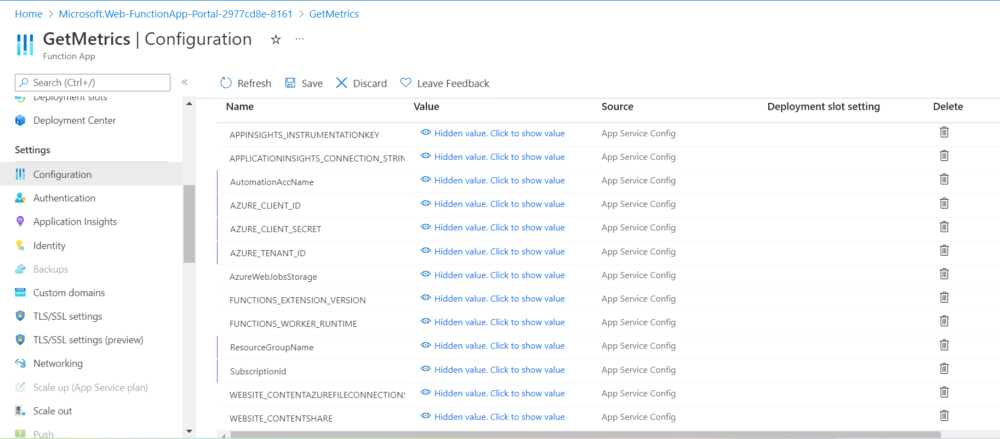 Home > Microsoft.Web-FunctionApp-Portal-2977cd8e-8161 > GetMetrics
GetMetrics | Configuration
Function App
Search (Ctrl+/)
Refresh
Save
Discard
Leave Feedback
Deployment slots
Deployment Center
Settings
Configuration
Authentication
Application Insights
Identity
Backups
Custom domains
TLS/SSL settings
TLS/SSL settings (preview)
Networking
Scale up (App Service plan)
Scale out
Push
Name Value Source Deployment slot setting Delete
APPINSIGHTS_INSTRUMENTATIONKEY Hidden value. Click to show value App Service Config
APPLICATIONINSIGHTS_CONNECTION_STRIN Hidden value. Click to show value App Service Config
AutomationAccName Hidden value. Click to show value App Service Config
AZURE_CLIENT_ID Hidden value. Click to show value App Service Config
AZURE_CLIENT_SECRET Hidden value. Click to show value App Service Config
AZURE_TENANT_ID Hidden value. Click to show value App Service Config
AzureWebJobsStorage Hidden value. Click to show value App Service Config
FUNCTIONS_EXTENSION_VERSION Hidden value. Click to show value App Service Config
FUNCTIONS_WORKER_RUNTIME Hidden value. Click to show value App Service Config
ResourceGroupName Hidden value. Click to show value App Service Config
SubscriptionId Hidden value. Click to show value App Service Config
WEBSITE_CONTENTAZUREFILECONNECTIONS Hidden value. Click to show value App Service Config
WEBSITE_CONTENTSHARE Hidden value. Click to show value App Service Config